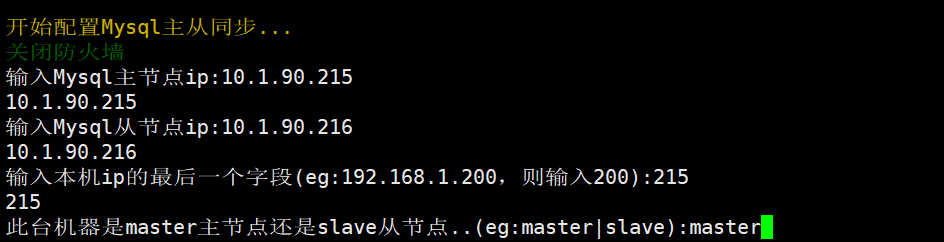 开始配置Mysql主从同步...
关闭防火墙
输入Mysql主节点ip:10.1.90.215
10.1.90.215
输入Mysql从节点ip:10.1.90.216
10.1.90.216
输入本机ip的最后一个字段(eg:192.168.1.200，则输入200):215
215
此台机器是master主节点还是slave从节点..(eg:master|slave):master